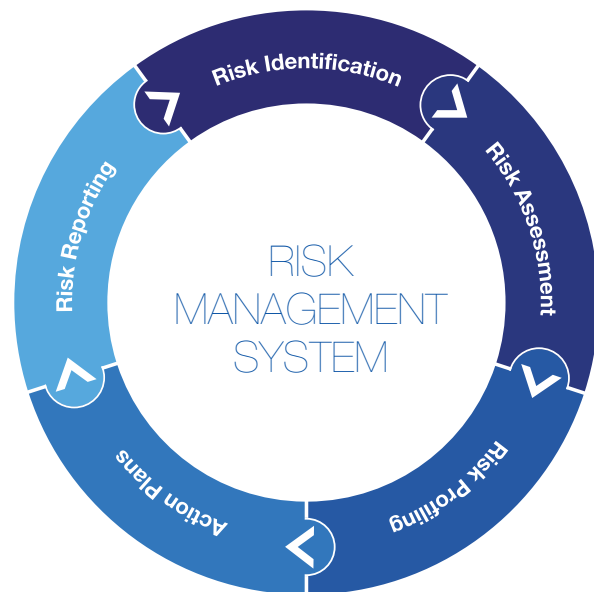 Risk Identification
Risk Assessment
Risk Profiling
Action Plans
Risk Reporting
RISK
MANAGEMENT
SYSTEM